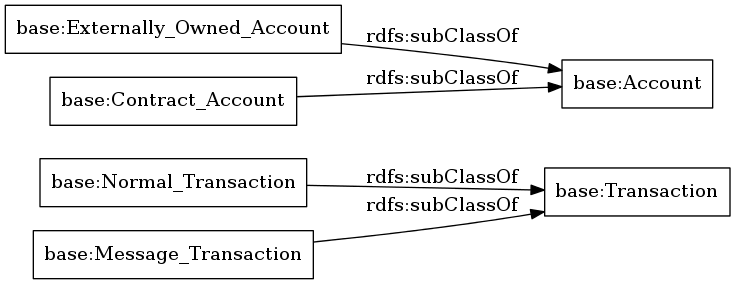 base:Externally_Owned_Account
rdfs:subClassOf
base:Contract_Account
rdfs:subClassOf
base:Account
base:Normal_Transaction
rdfs:subClassOf
base:Message_Transaction
rdfs:subClassOf
base:Transaction